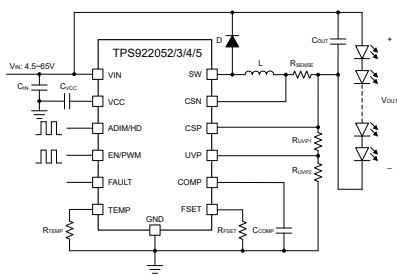 TPS922052/3/4/5
VIN: 4.5~65V
CIN
CVCC
VIN
VCC
ADIM/HD
EN/PWM
FAULT
TEMP
GND
SW
CSN
CSP
UVP
COMP
FSET
D
L
RSENSE
COUT
+
VOUT
–
RUVP1
RUVP2
RTEMP
RFSET
CCOMP